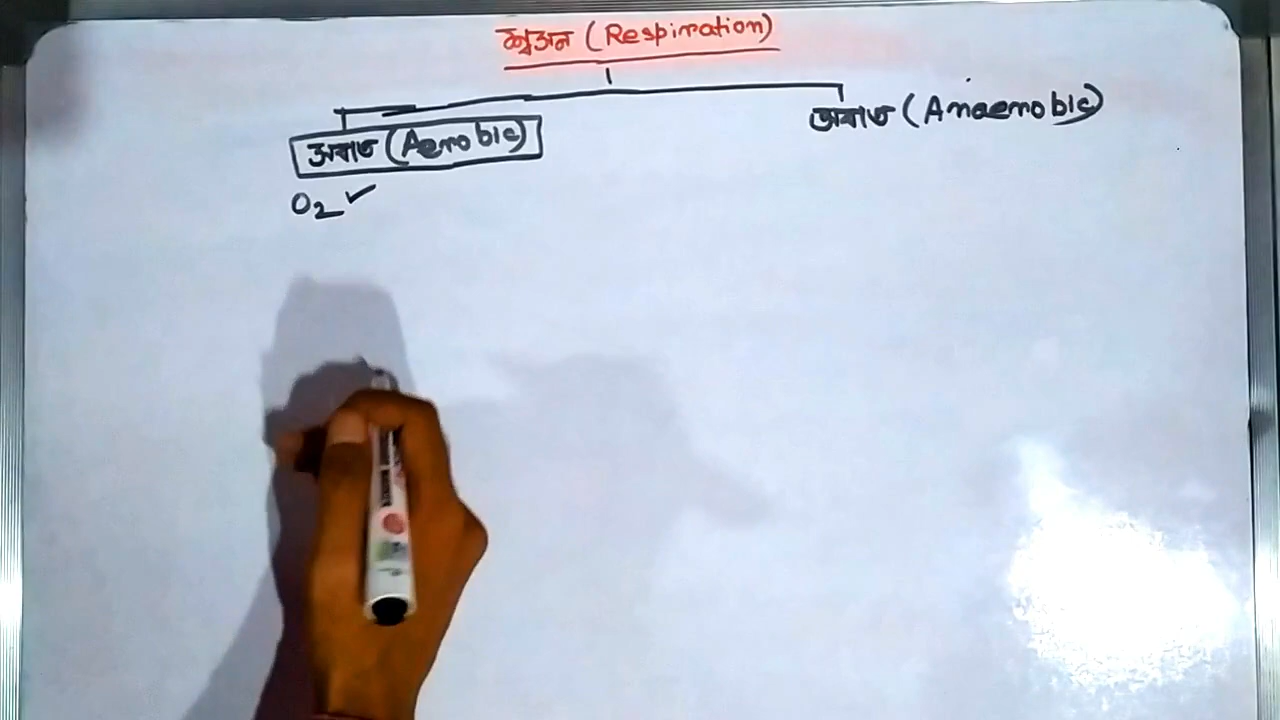 শ্বসন (Respiration)
সবাত (Aerobic)
অবাত (Anaerobic)
O₂ ✓